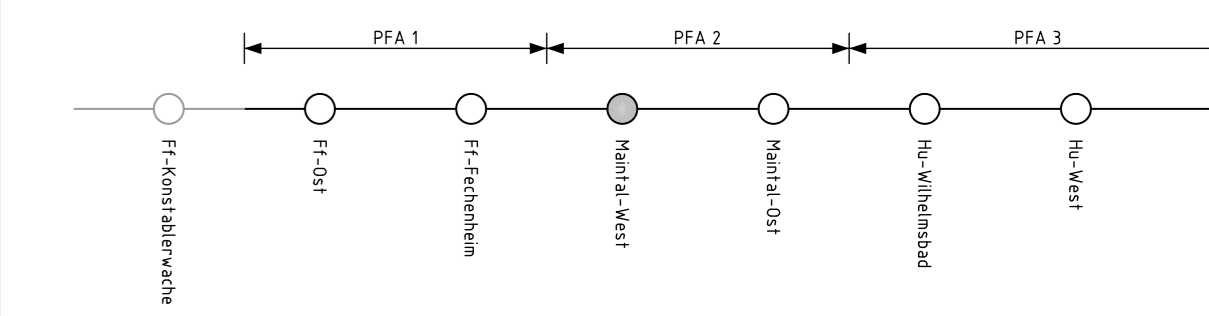 PFA 1
PFA 2
PFA 3
Ff-Konstablerwache
Ff-Ost
Ff-Fechenheim
Maintal-West
Maintal-Ost
Hu-Wilhelmsbad
Hu-West